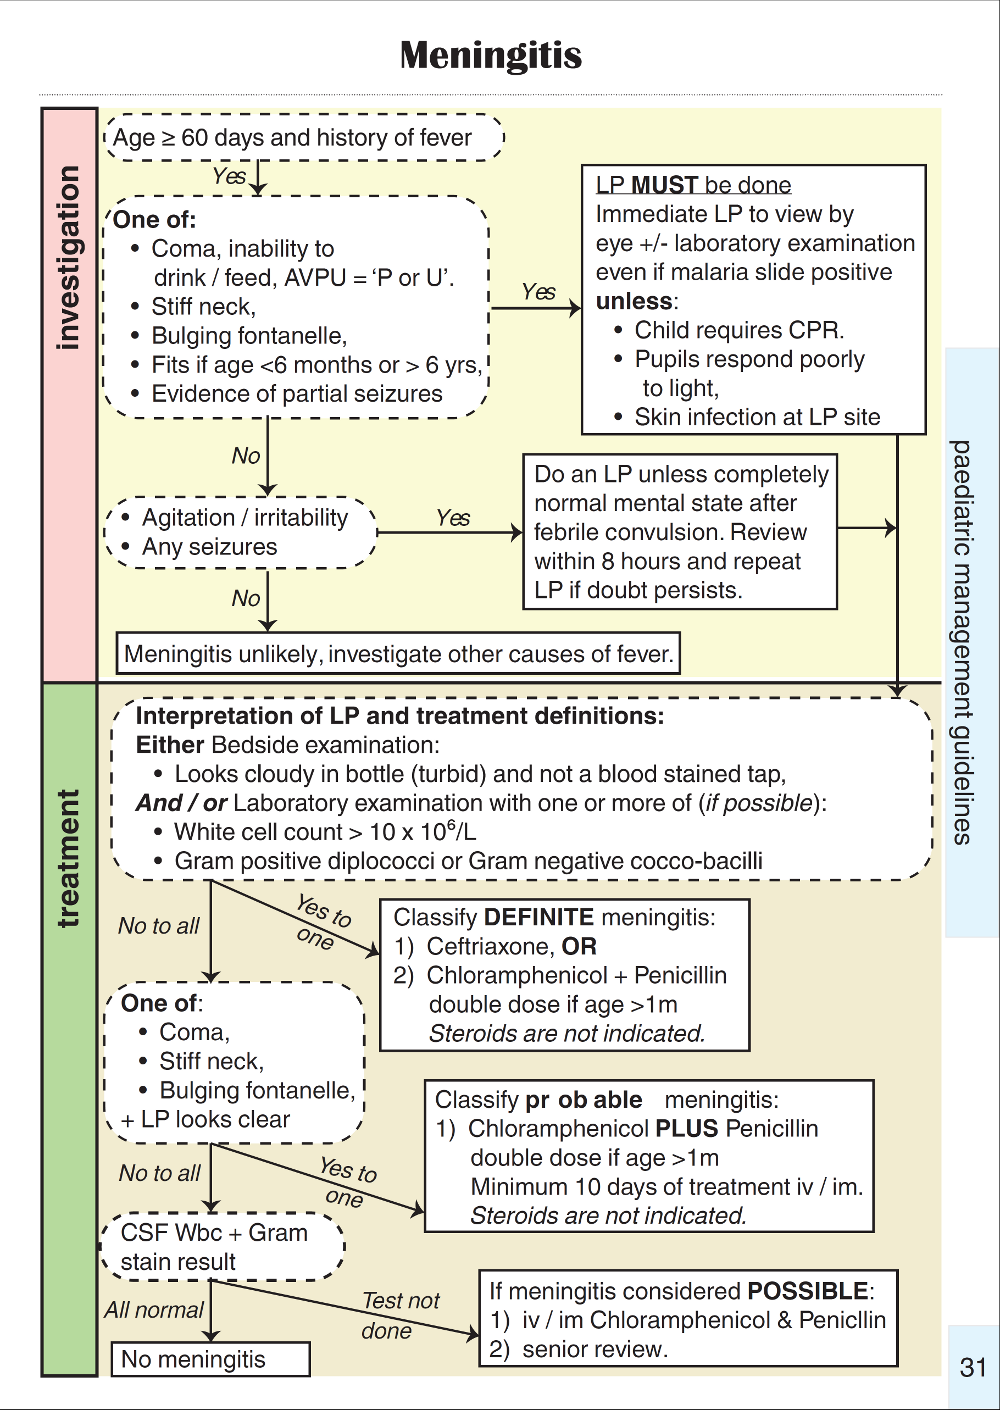 Meningitis
investigation
Age ≥ 60 days and history of fever
Yes
One of:
• Coma, inability to
drink / feed, AVPU = ‘P or U’.
• Stiff neck,
• Bulging fontanelle,
• Fits if age <6 months or > 6 yrs,
• Evidence of partial seizures
Yes
LP MUST be done
Immediate LP to view by
eye +/- laboratory examination
even if malaria slide positive
unless:
• Child requires CPR.
• Pupils respond poorly
to light,
• Skin infection at LP site
No
• Agitation / irritability
• Any seizures
Yes
Do an LP unless completely
normal mental state after
febrile convulsion. Review
within 8 hours and repeat
LP if doubt persists.
No
Meningitis unlikely, investigate other causes of fever.
paediatric management guidelines
treatment
Interpretation of LP and treatment definitions:
Either Bedside examination:
• Looks cloudy in bottle (turbid) and not a blood stained tap,
And / or Laboratory examination with one or more of (if possible):
• White cell count > 10 x 10⁶/L
• Gram positive diplococci or Gram negative cocco-bacilli
No to all
Yes to
one
Classify DEFINITE meningitis:
1) Ceftriaxone, OR
2) Chloramphenicol + Penicillin
double dose if age >1m
Steroids are not indicated.
One of:
• Coma,
• Stiff neck,
• Bulging fontanelle,
+ LP looks clear
No to all
Yes to
one
Classify pr ob able meningitis:
1) Chloramphenicol PLUS Penicillin
double dose if age >1m
Minimum 10 days of treatment iv / im.
Steroids are not indicated.
CSF Wbc + Gram
stain result
All normal
Test not
done
If meningitis considered POSSIBLE:
1) iv / im Chloramphenicol & Penicllin
2) senior review.
No meningitis
31